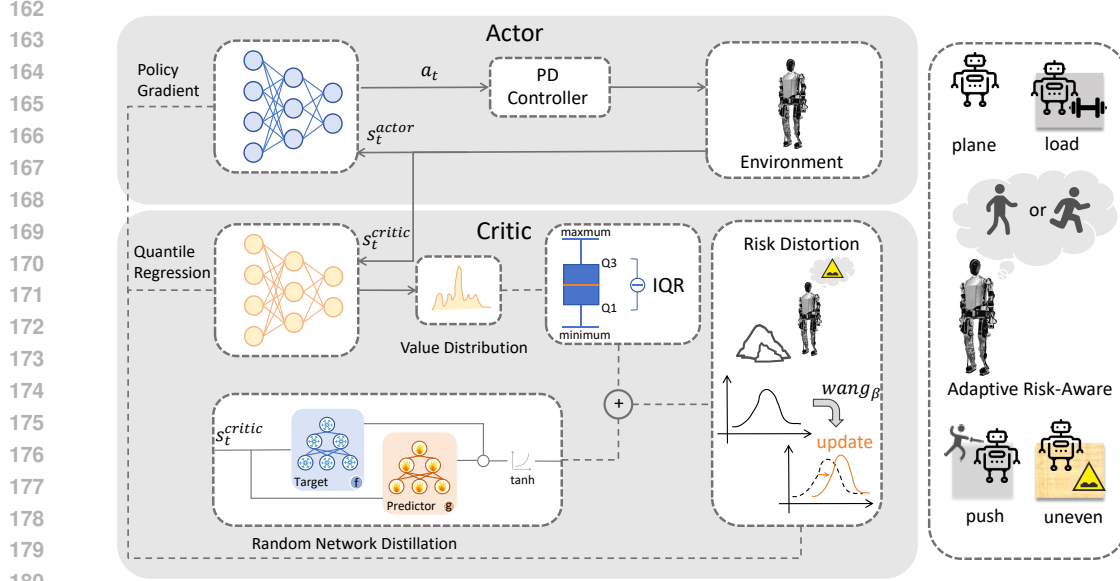 162
163
164
165
166
167
168
169
170
171
172
173
174
175
176
177
178
179
180
Actor
Policy
Gradient
a_t
PD
Controller
s_t^{actor}
Environment
Critic
Quantile
Regression
s_t^{critic}
Value Distribution
maxmum
Q3
IQR
Q1
minimum
Risk Distortion
wang_β
update
+
s_t^{critic}
Target
f
Predictor
g
tanh
Random Network Distillation
plane
load
or
Adaptive Risk-Aware
push
uneven